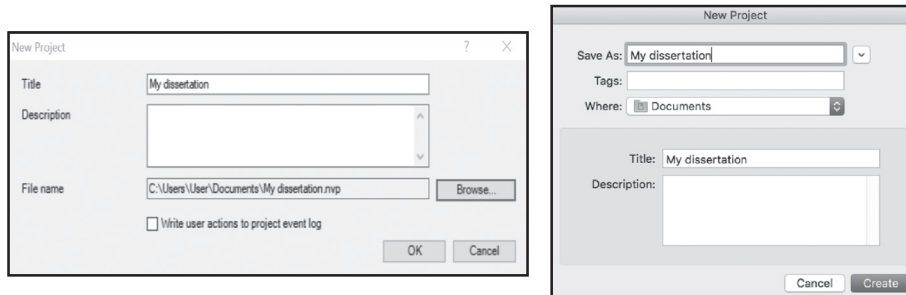 New Project
Title My dissertation
Description
File name C:\Users\User\Documents\My dissertation.nvp Browse...
Write user actions to project event log
OK Cancel
New Project
Save As: My dissertation
Tags:
Where: Documents
Title: My dissertation
Description:
Cancel Create